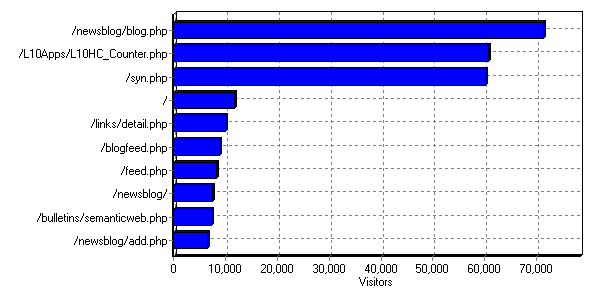 /newsblog/blog.php
/L10Apps/L10HC_Counter.php
/syn.php
/
/links/detail.php
/blogfeed.php
/feed.php
/newsblog/
/bulletins/semanticweb.php
/newsblog/add.php
0 10,000 20,000 30,000 40,000 50,000 60,000 70,000
Visitors